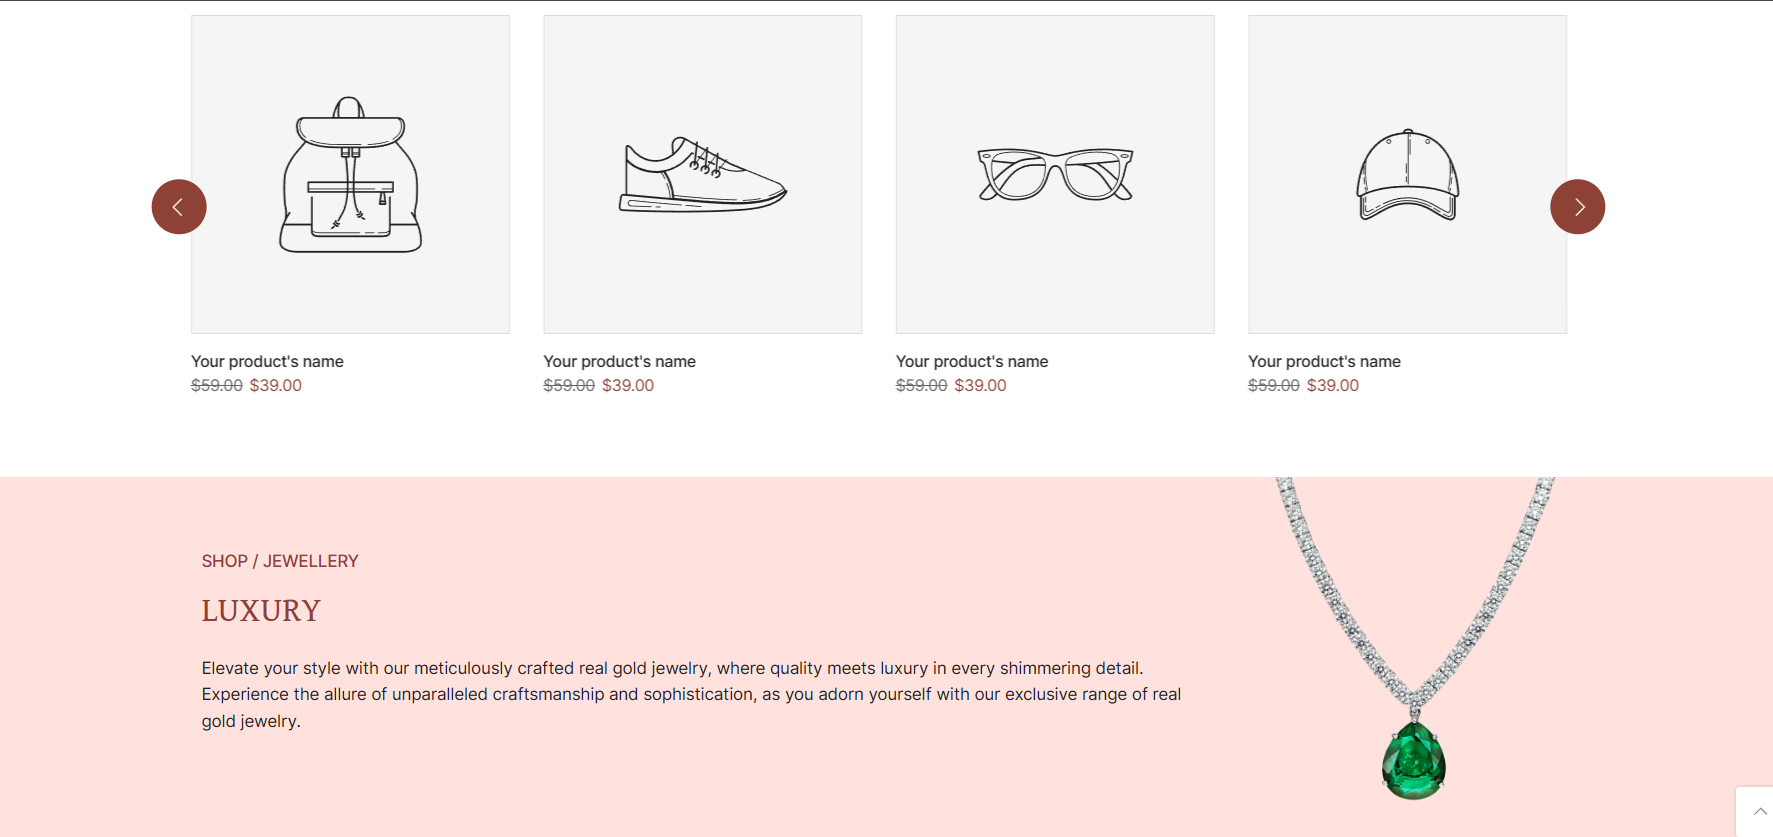 Your product's name
$59.00 $39.00
Your product's name
$59.00 $39.00
Your product's name
$59.00 $39.00
Your product's name
$59.00 $39.00
SHOP / JEWELLERY
LUXURY
Elevate your style with our meticulously crafted real gold jewelry, where quality meets luxury in every shimmering detail.
Experience the allure of unparalleled craftsmanship and sophistication, as you adorn yourself with our exclusive range of real
gold jewelry.